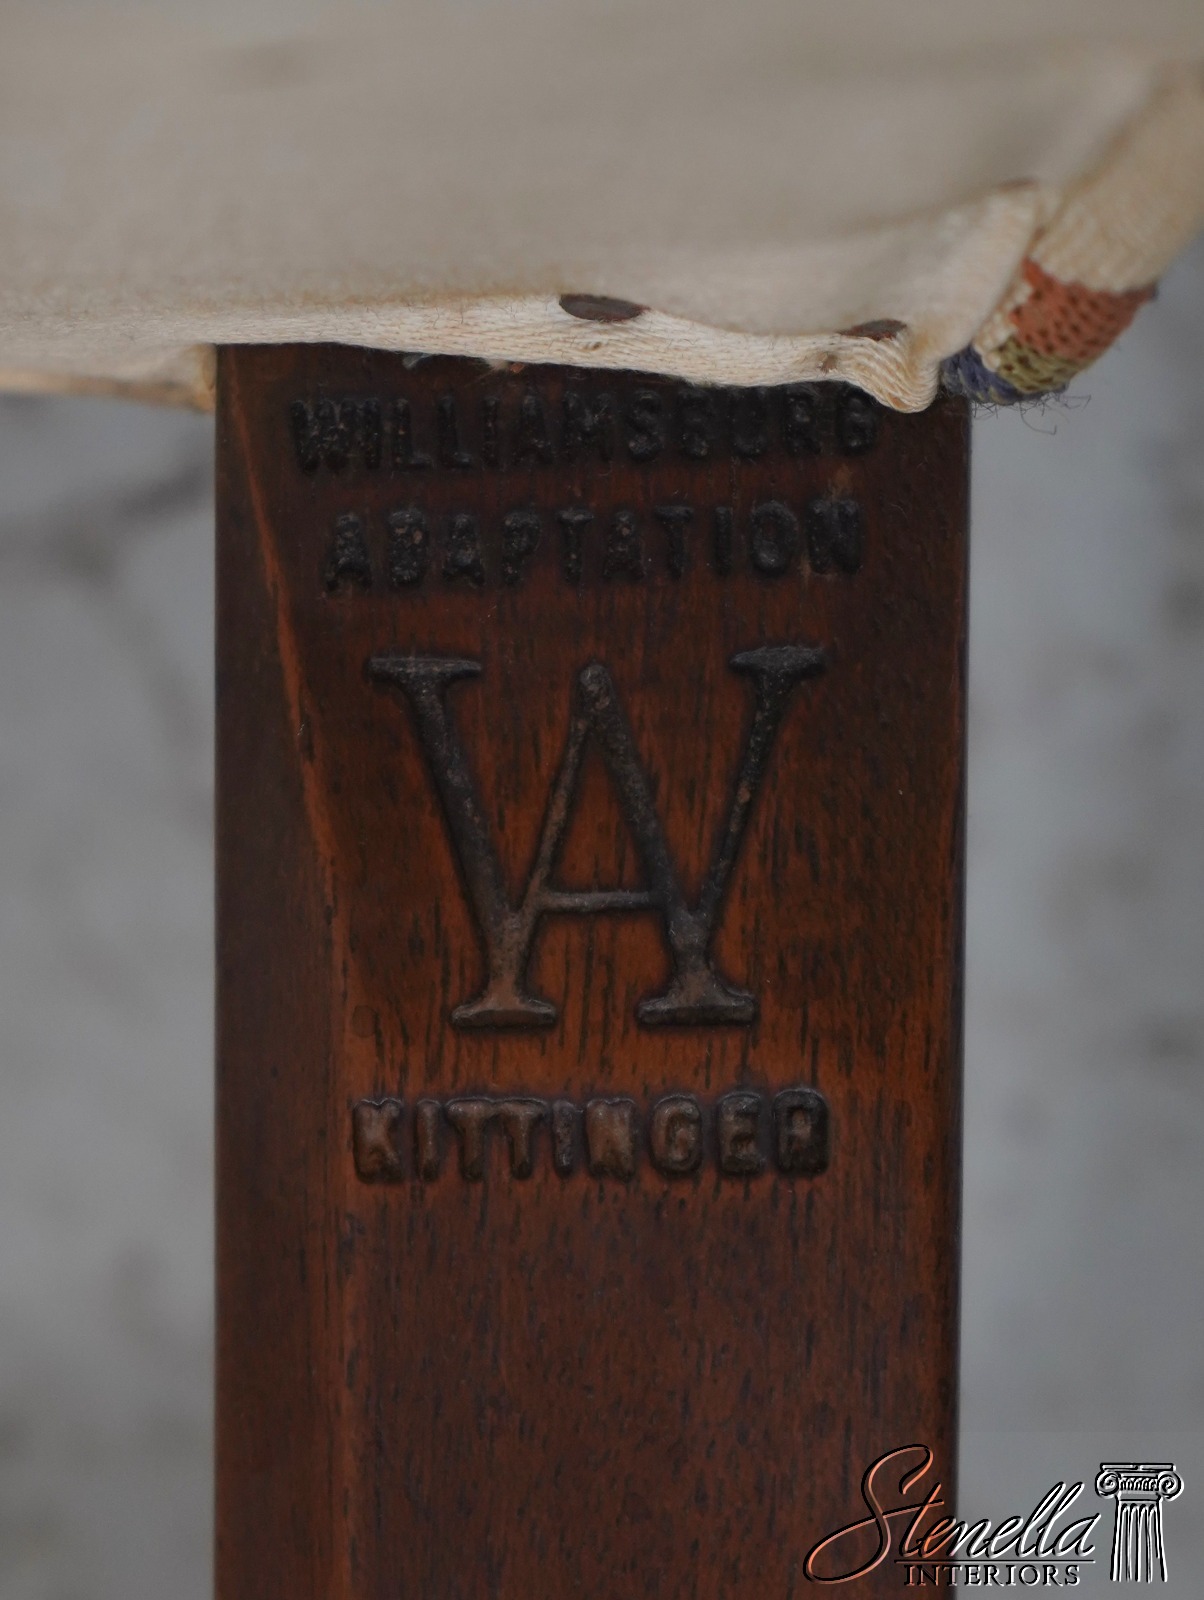 WILLIAMSBURG
ADAPTATION
WA
KITTINGER
Stenella
INTERIORS